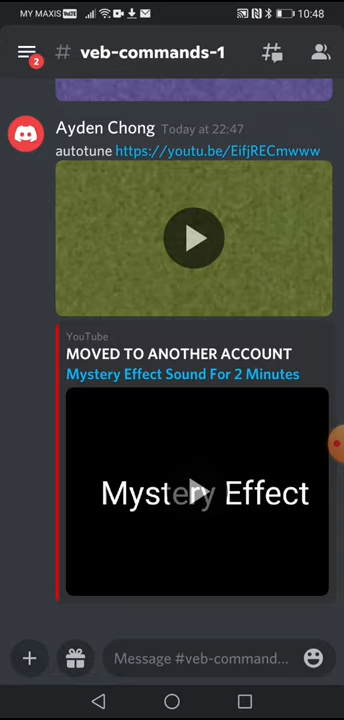 MY MAXIS VoLTE 10:48
2
# veb-commands-1
Ayden Chong Today at 22:47
autotune https://youtu.be/EifjRECmwww
YouTube
MOVED TO ANOTHER ACCOUNT
Mystery Effect Sound For 2 Minutes
Mystery Effect
Message #veb-command...